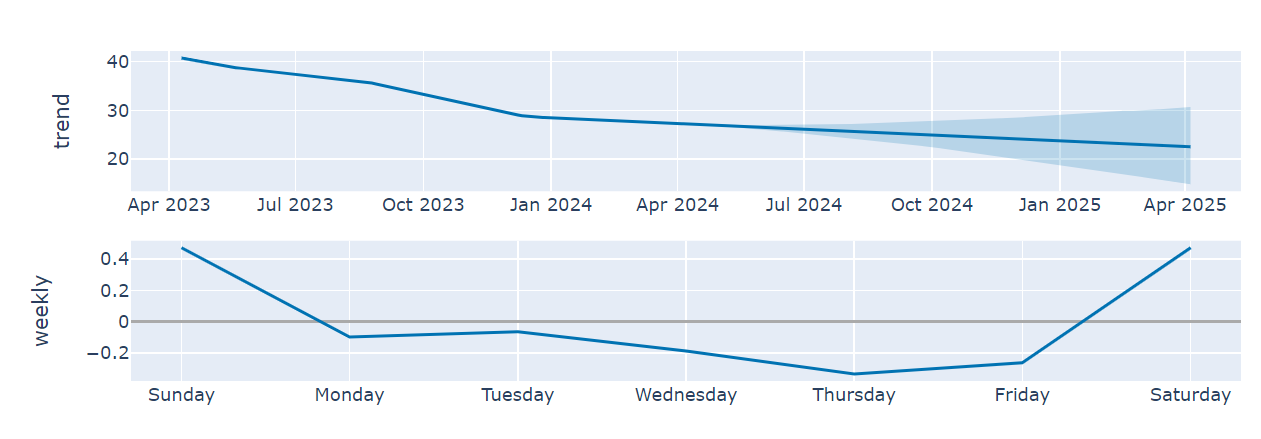 trend
40
30
20
Apr 2023 Jul 2023 Oct 2023 Jan 2024 Apr 2024 Jul 2024 Oct 2024 Jan 2025 Apr 2025
weekly
0.4
0.2
0
−0.2
Sunday Monday Tuesday Wednesday Thursday Friday Saturday